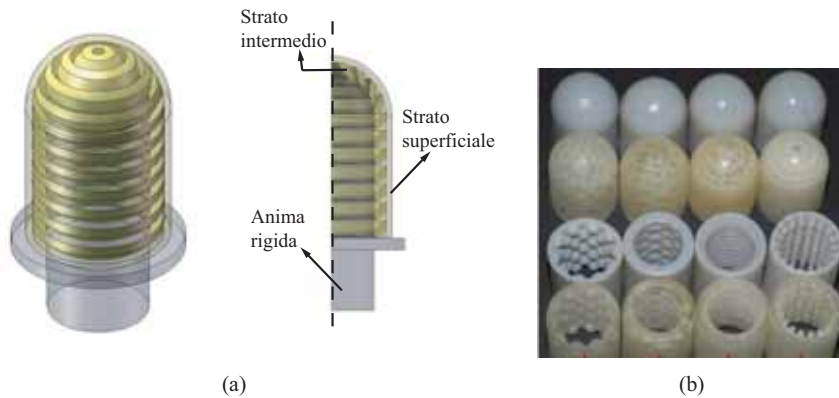 Strato
intermedio
Strato
superficiale
Anima
rigida
(a)
(b)